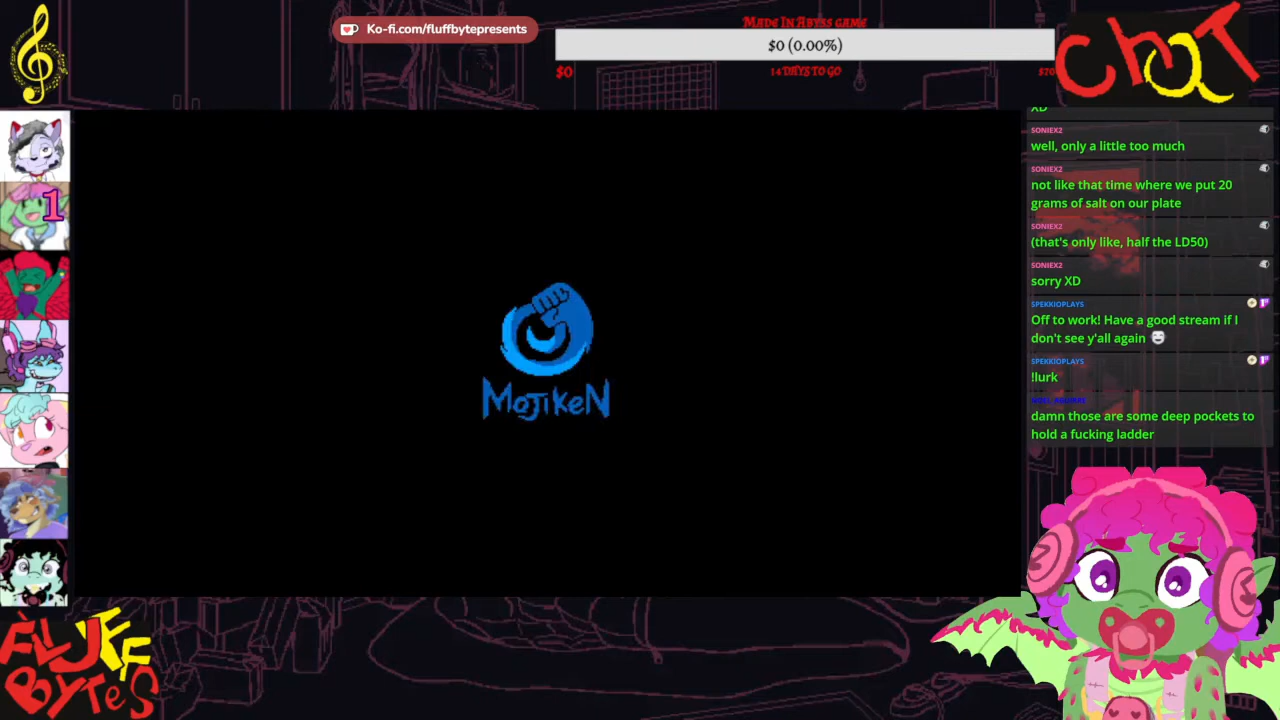 Ko-fi.com/fluffbytepresents
Made In Abyss game
$0 (0.00%)
$0
14 DAYS TO GO
ChaT
1
XD
SONIEX2
well, only a little too much
SONIEX2
not like that time where we put 20
grams of salt on our plate
SONIEX2
(that's only like, half the LD50)
SONIEX2
sorry XD
SPEKKIOPLAYS
Off to work! Have a good stream if I
don't see y'all again
SPEKKIOPLAYS
!lurk
damn those are some deep pockets to
hold a fucking ladder
MojiKeN
FLUFF
BYTES